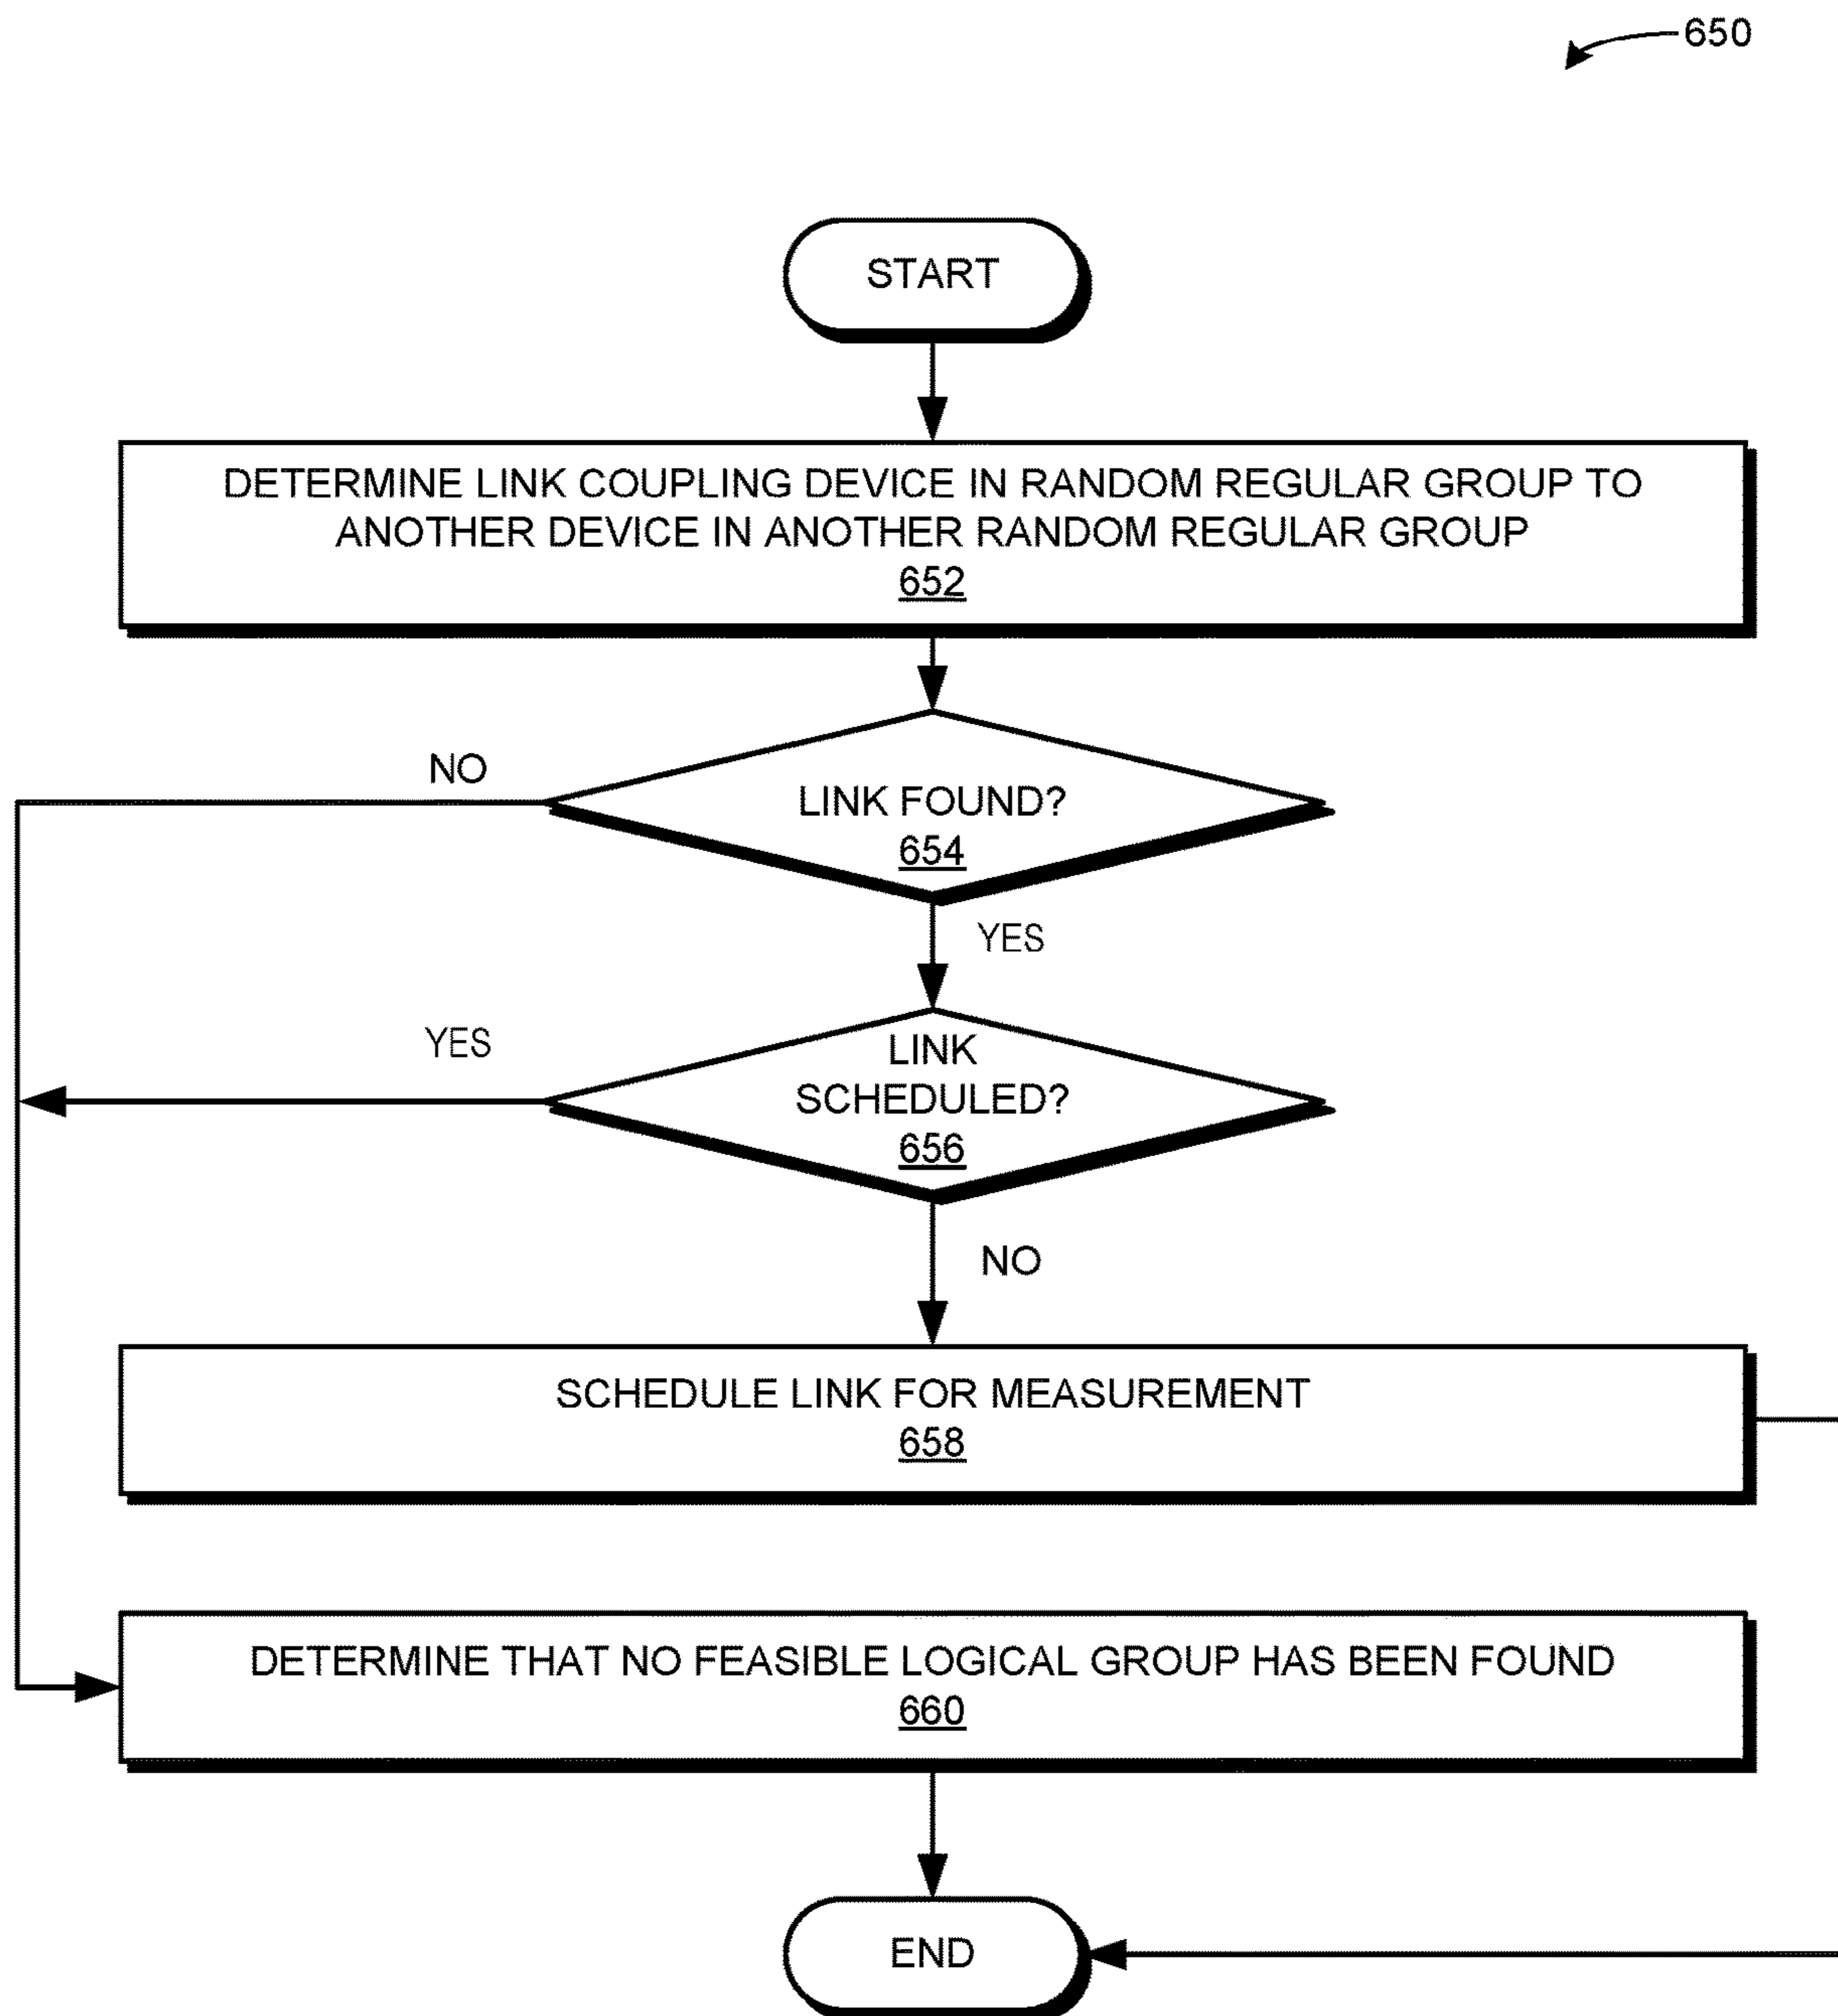 650
START
DETERMINE LINK COUPLING DEVICE IN RANDOM REGULAR GROUP TO
ANOTHER DEVICE IN ANOTHER RANDOM REGULAR GROUP
652
NO
LINK FOUND?
654
YES
YES
LINK
SCHEDULED?
656
NO
SCHEDULE LINK FOR MEASUREMENT
658
DETERMINE THAT NO FEASIBLE LOGICAL GROUP HAS BEEN FOUND
660
END